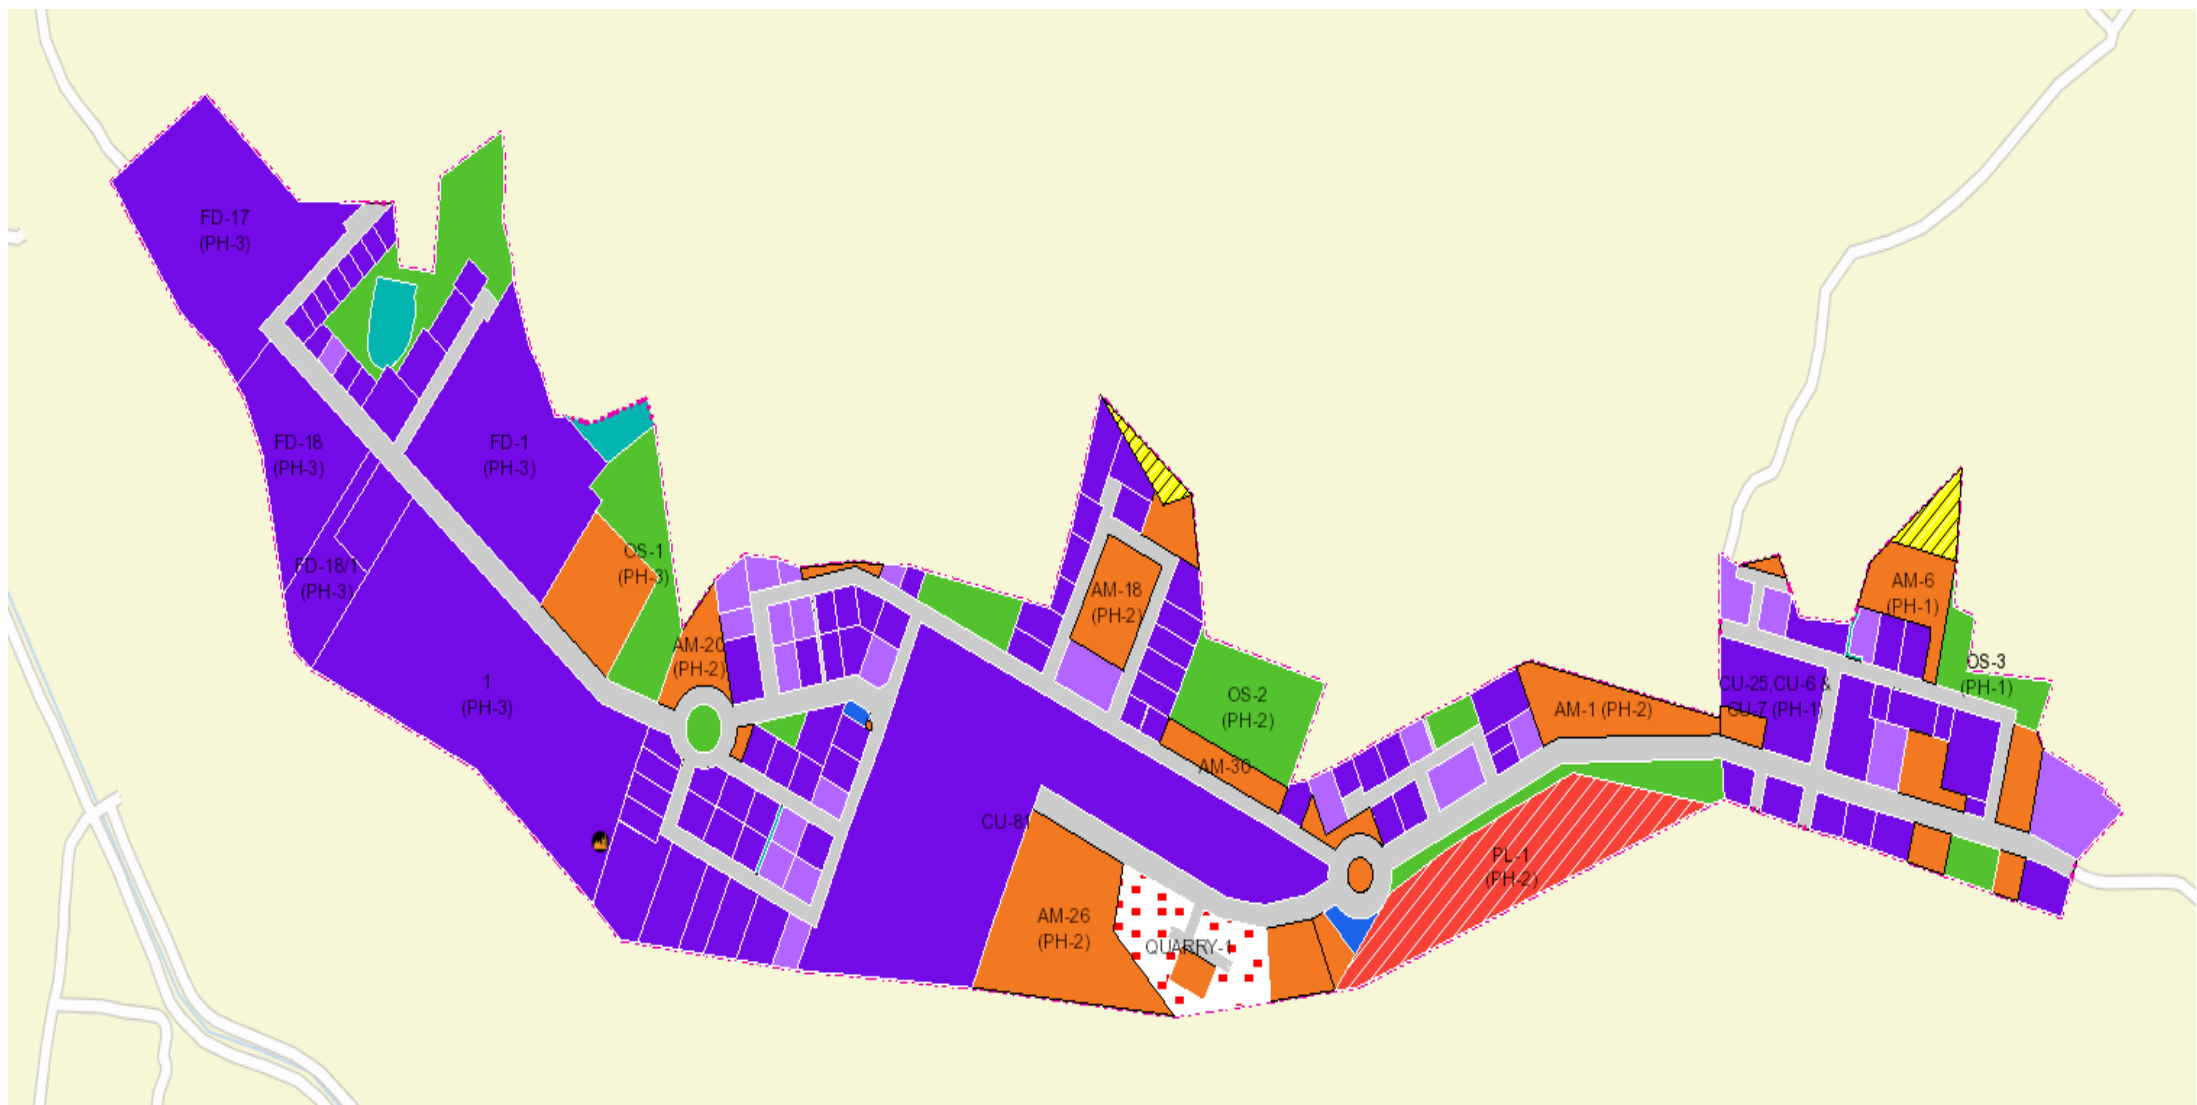 FD-17
(PH-3)
FD-18
(PH-3)
FD-1
(PH-3)
FD-18/1
(PH-3)
OS-1
(PH-3)
1
(PH-3)
AM-20
(PH-2)
AM-18
(PH-2)
OS-2
(PH-2)
AM-30
CU-81
AM-26
(PH-2)
QUARRY-1
AM-1 (PH-2)
PL-1
(PH-2)
AM-6
(PH-1)
OS-3
(PH-1)
CU-25,CU-6 &
CU-7 (PH-1)